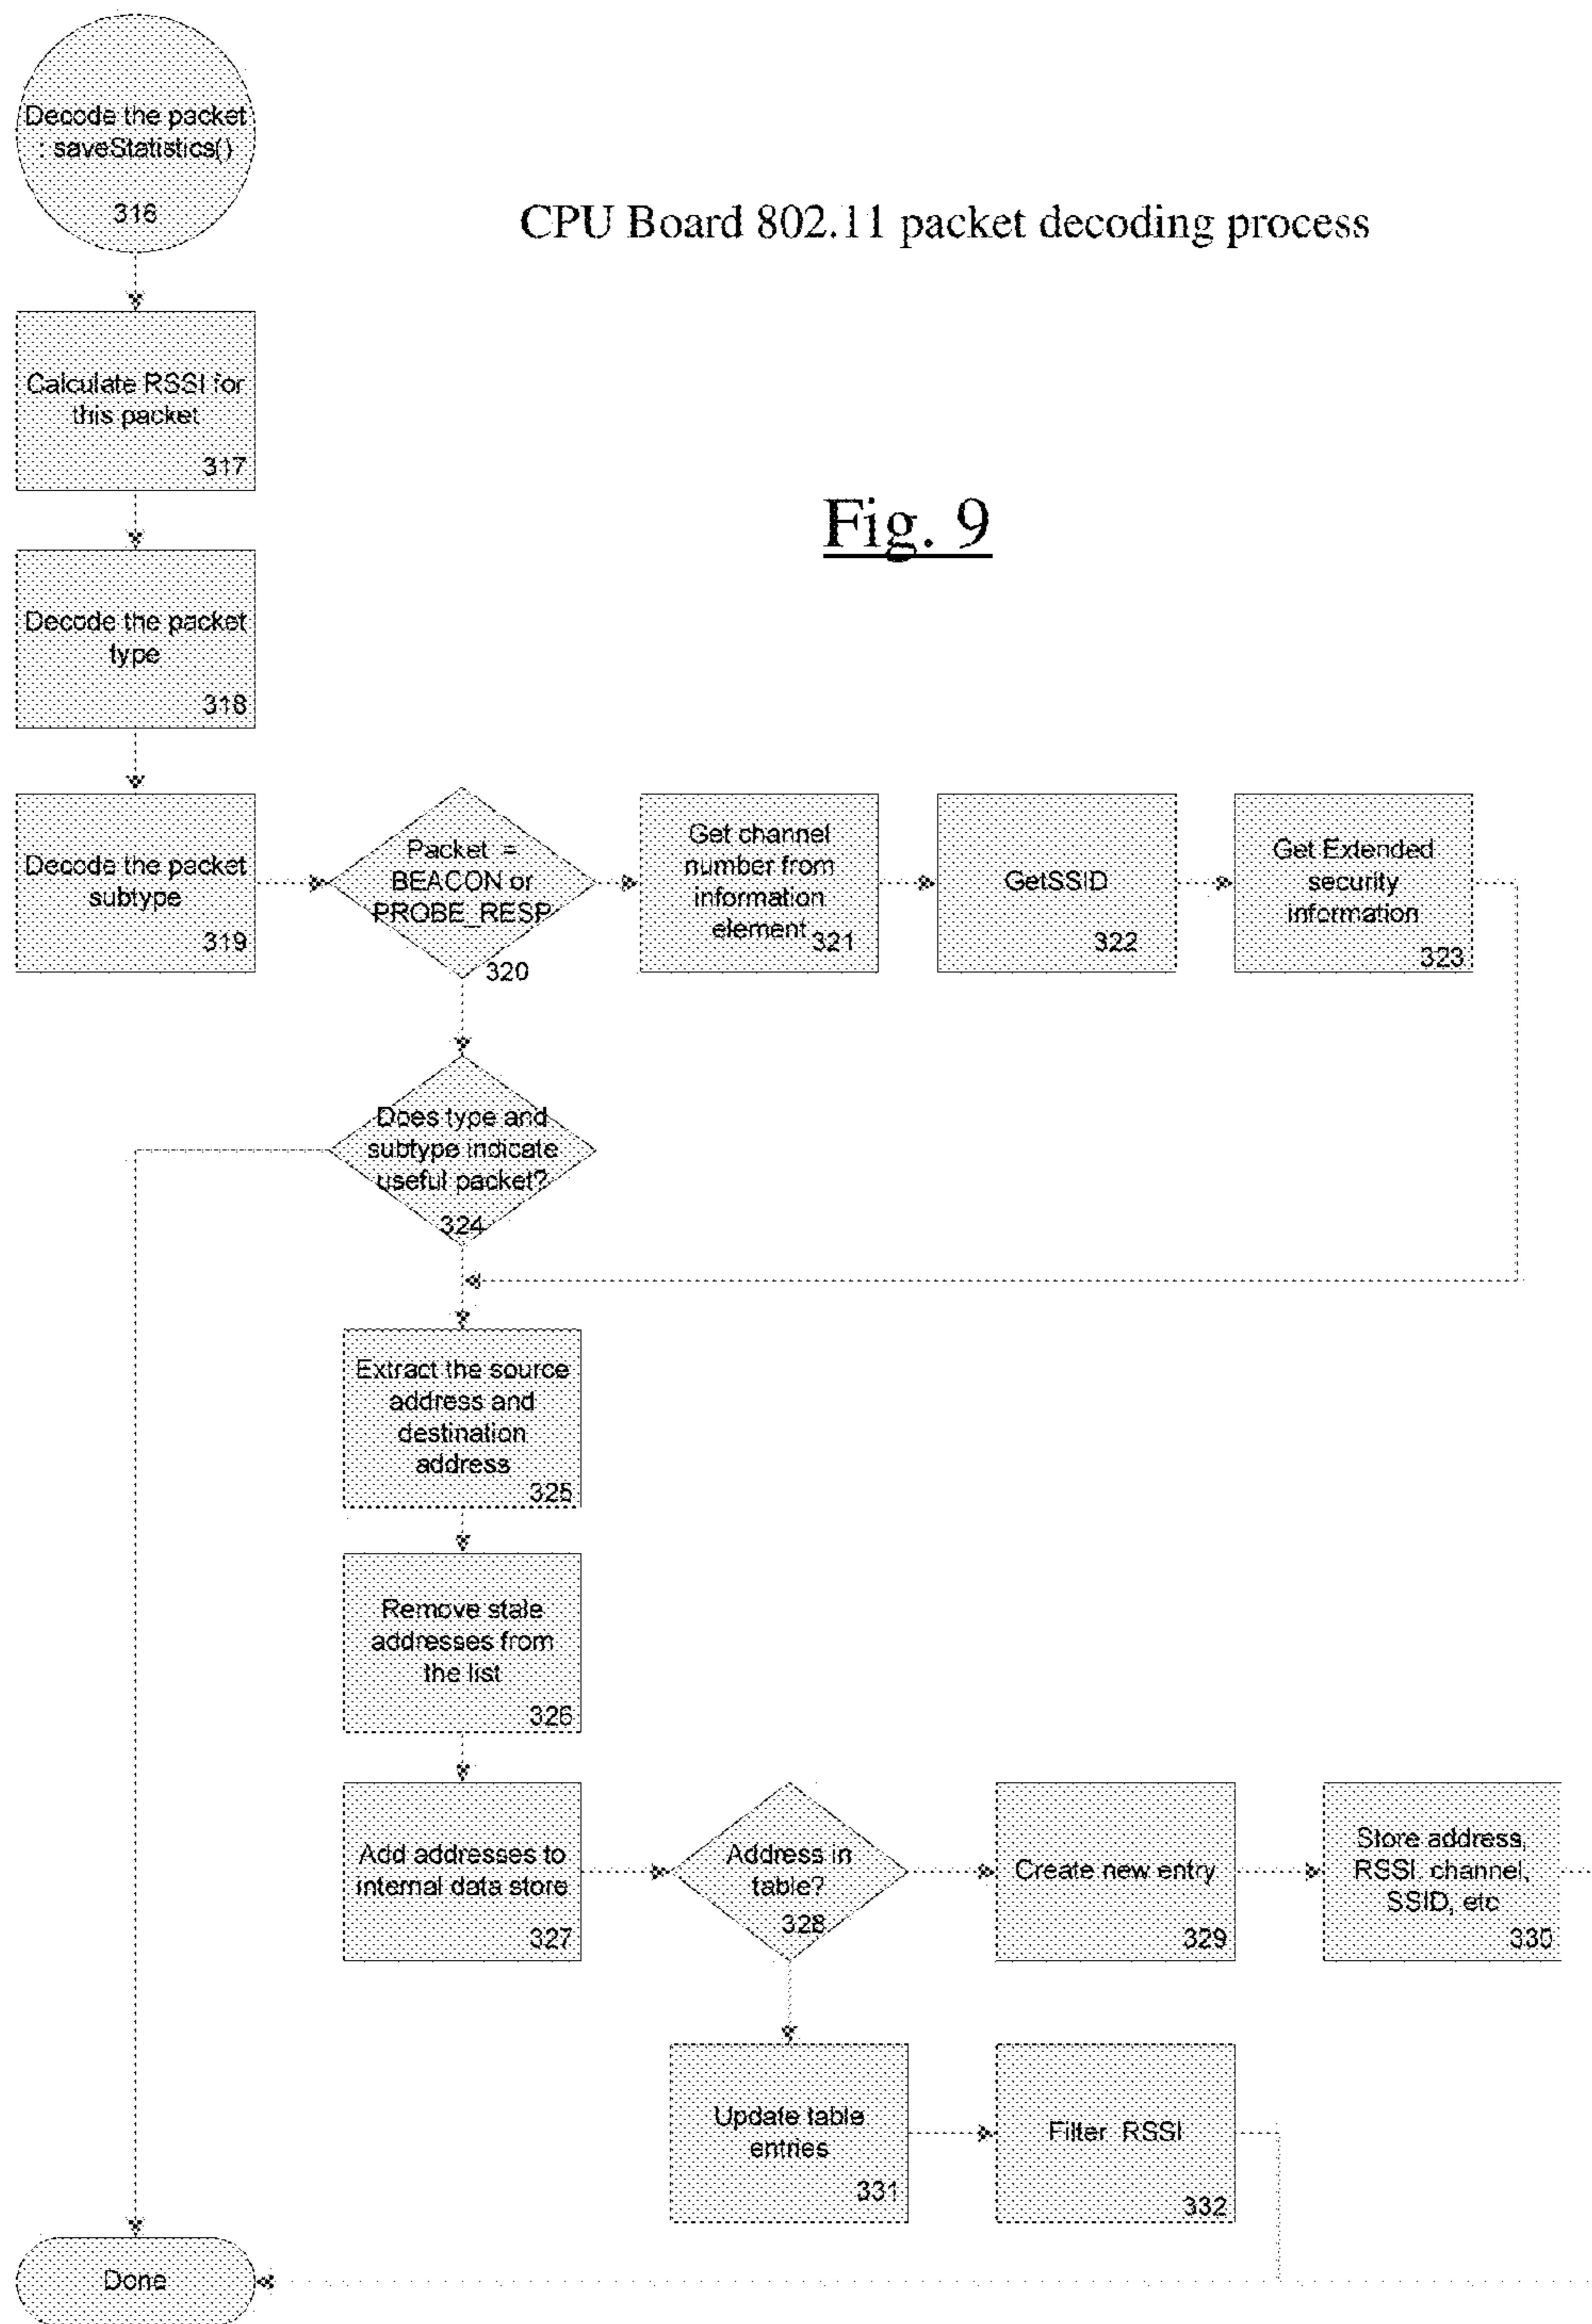 Decode the packet
: saveStatistics()
316
CPU Board 802.11 packet decoding process
Calculate RSSI for
this packet
317
Fig. 9
Decode the packet
type
318
Decode the packet
subtype
319
Packet =
BEACON or
PROBE_RESP
320
Get channel
number from
information
element
321
GetSSID
322
Get Extended
security
information
323
Does type and
subtype indicate
useful packet?
324
Extract the source
address and
destination
address
325
Remove stale
addresses from
the list
326
Add addresses to
internal data store
327
Address in
table?
328
Create new entry
329
Store address,
RSSI, channel,
SSID, etc
330
Update table
entries
331
Filter RSSI
332
Done